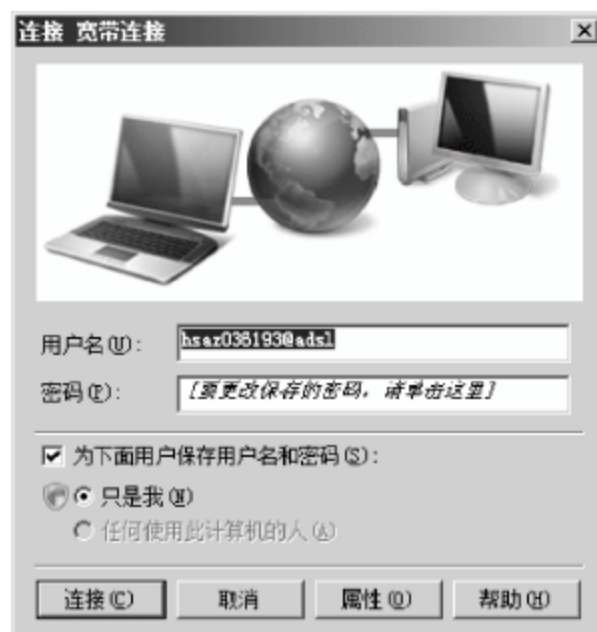 连接 宽带连接
用户名(U):
hsaz036193@adsl
密码(P):
[要更改保存的密码，请单击这里]
为下面用户保存用户名和密码(S):
只是我(N)
任何使用此计算机的人(A)
连接(C)
取消
属性(O)
帮助(H)